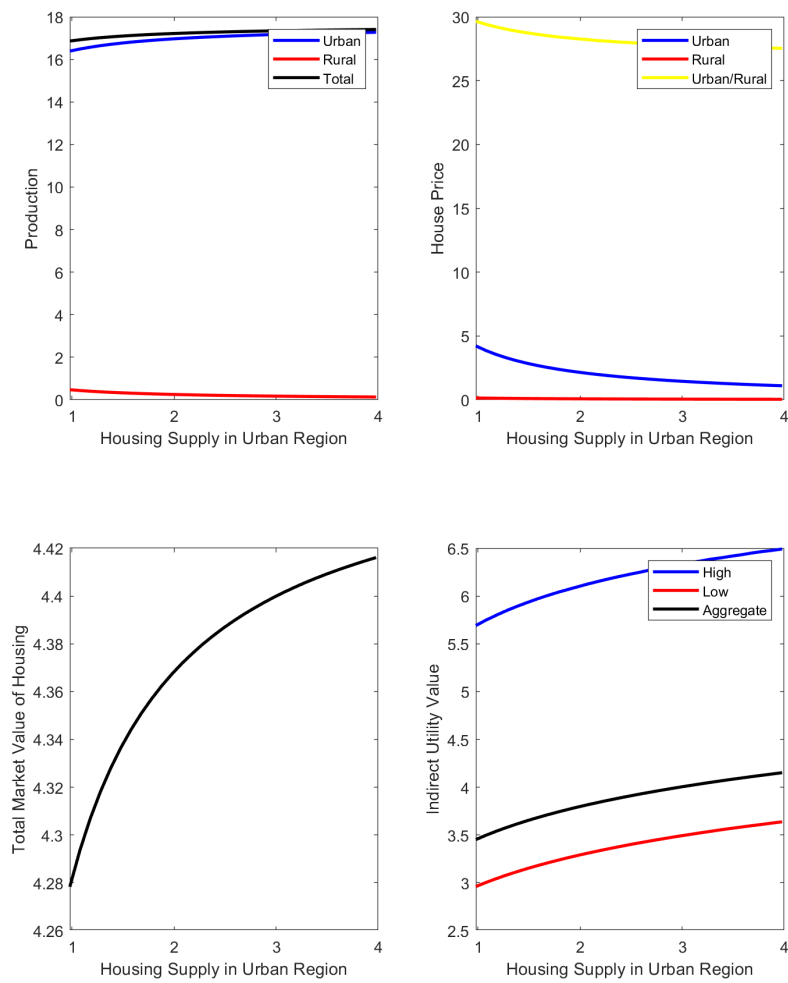 18
16
14
12
10
8
6
4
2
0
Production
1 2 3 4
Housing Supply in Urban Region
Urban
Rural
Total
30
25
20
15
10
5
0
House Price
1 2 3 4
Housing Supply in Urban Region
Urban
Rural
Urban/Rural
4.42
4.4
4.38
4.36
4.34
4.32
4.3
4.28
4.26
Total Market Value of Housing
1 2 3 4
Housing Supply in Urban Region
6.5
6
5.5
5
4.5
4
3.5
3
2.5
Indirect Utility Value
1 2 3 4
Housing Supply in Urban Region
High
Low
Aggregate